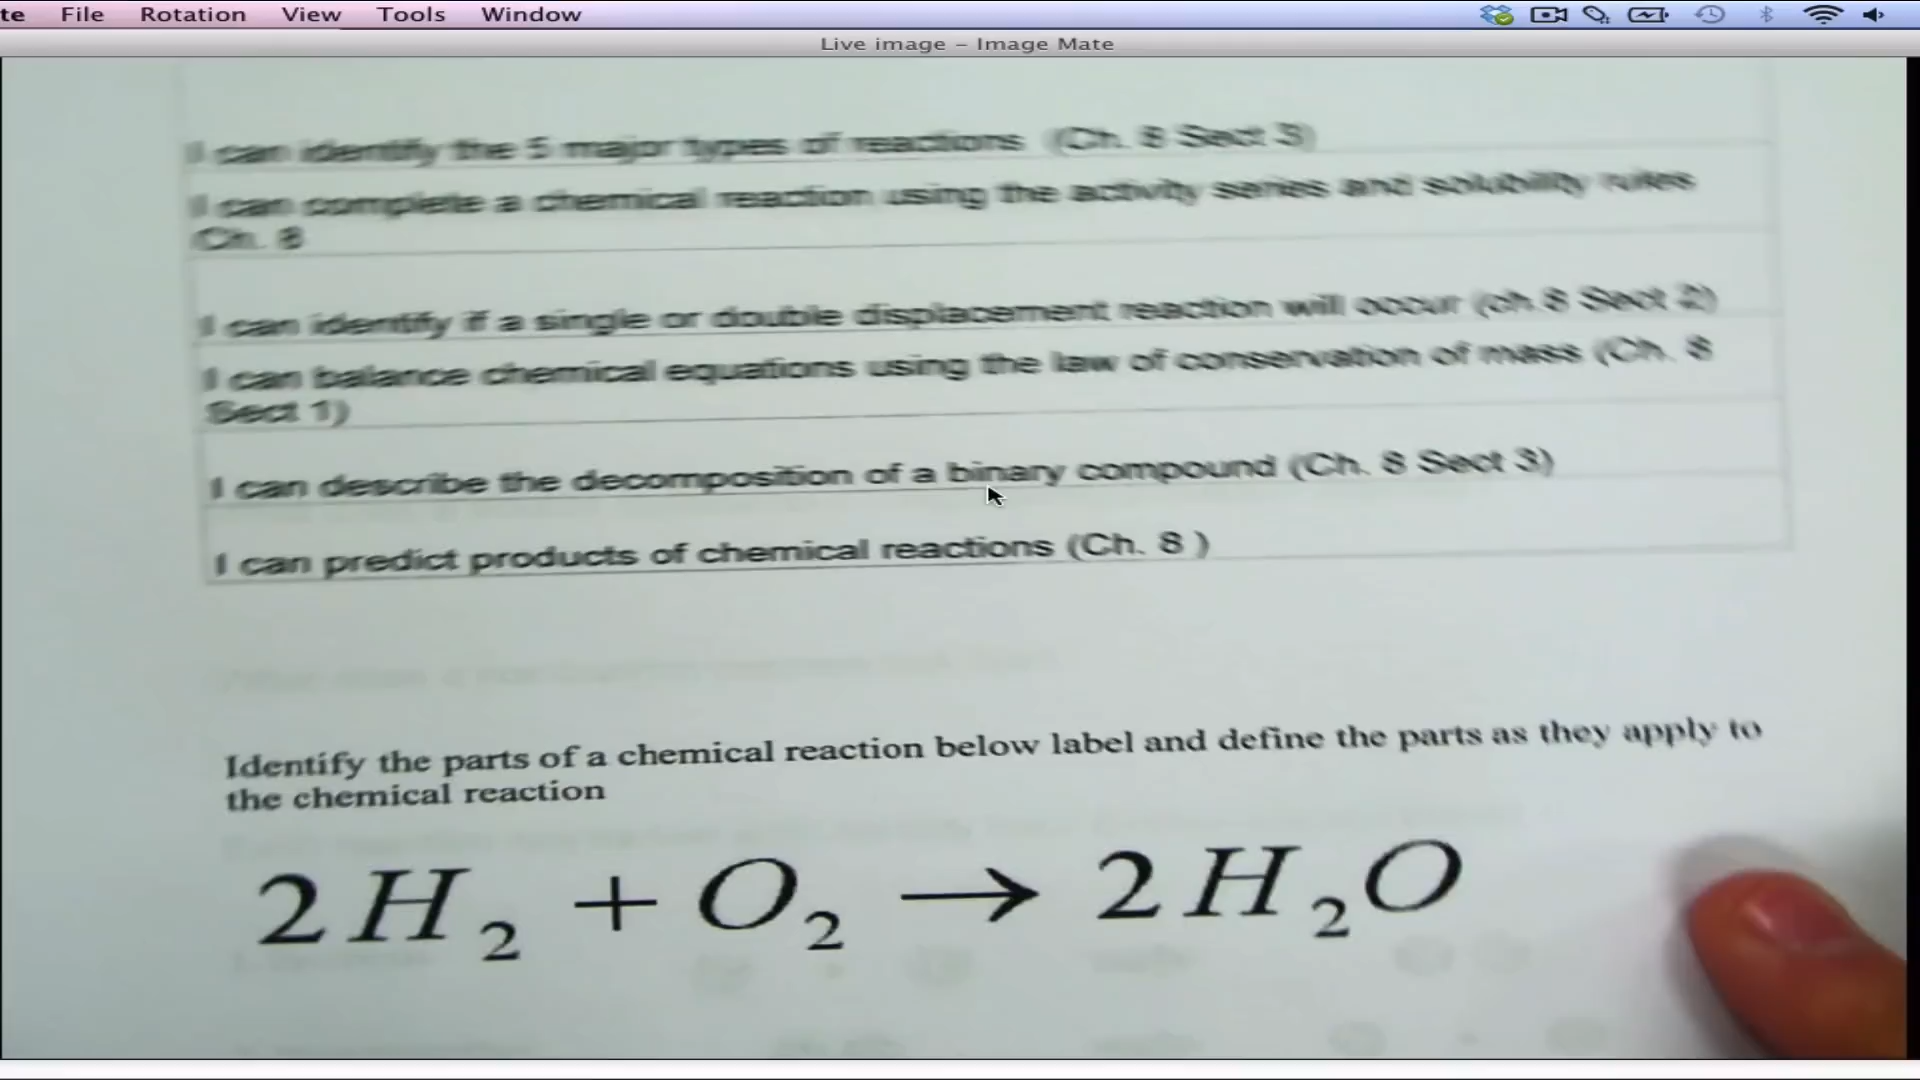 te File Rotation View Tools Window
Live image – Image Mate
I can identify the 5 major types of reactions (Ch. 8 Sect 3)
I can complete a chemical reaction using the activity series and solubility rules
Ch. 8
I can identify if a single or double displacement reaction will occur (ch.8 Sect 2)
I can balance chemical equations using the law of conservation of mass (Ch. 8
Sect 1)
I can describe the decomposition of a binary compound (Ch. 8 Sect 3)
I can predict products of chemical reactions (Ch. 8 )
Identify the parts of a chemical reaction below label and define the parts as they apply to
the chemical reaction
2H₂ + O₂ → 2H₂O